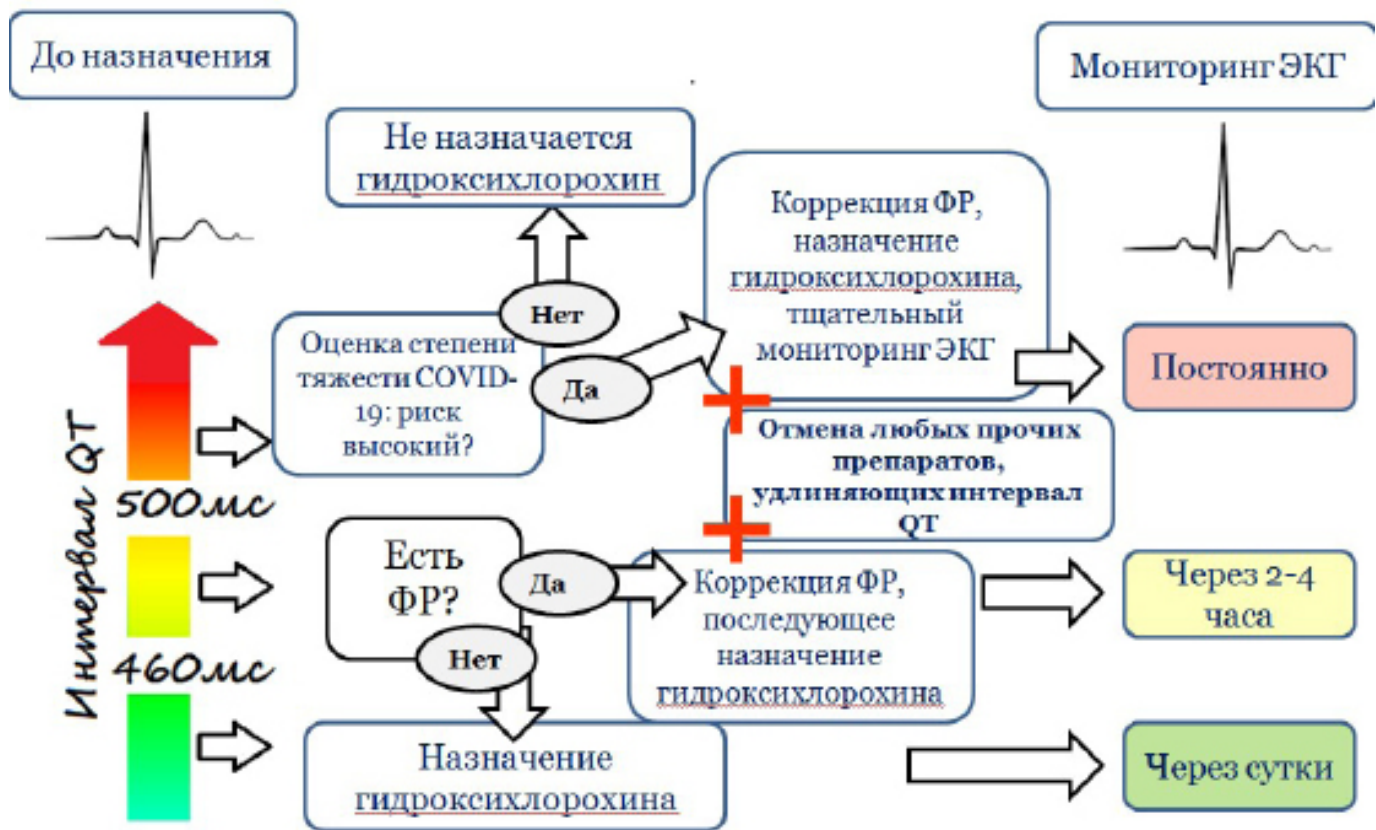 До назначения
Мониторинг ЭКГ
Не назначается
гидроксихлорохин
Коррекция ФР,
назначение
гидроксихлорохина,
тщательный
мониторинг ЭКГ
Нет
Оценка степени
тяжести COVID-
19: риск
высокий?
Да
Постоянно
Отмена любых прочих
препаратов,
удлиняющих интервал
QT
Интервал QT
500мс
Есть
ФР?
Да
Коррекция ФР,
последующее
назначение
гидроксихлорохина
Через 2-4
часа
Нет
460мс
Назначение
гидроксихлорохина
Через сутки